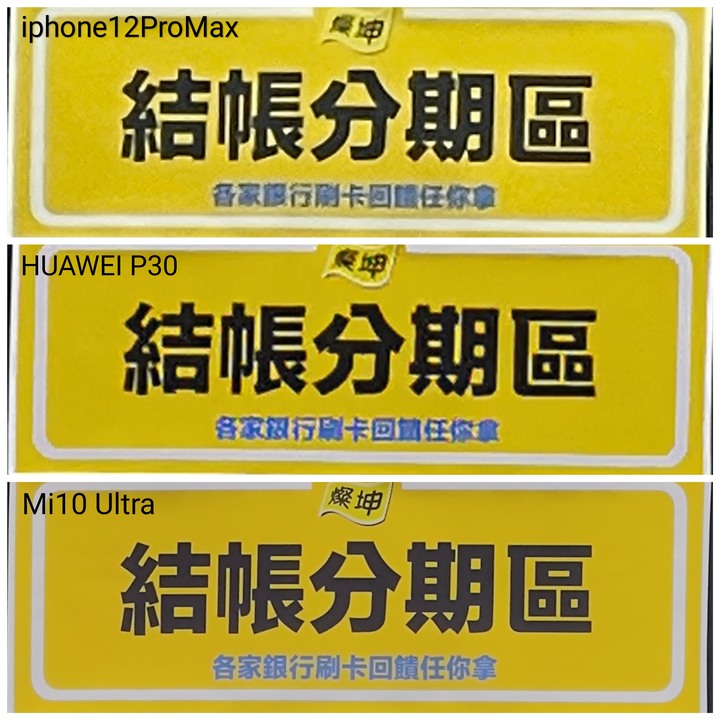 iphone12ProMax
燦坤
結帳分期區
各家銀行刷卡回饋任你拿
HUAWEI P30
燦坤
結帳分期區
各家銀行刷卡回饋任你拿
Mi10 Ultra
燦坤
結帳分期區
各家銀行刷卡回饋任你拿